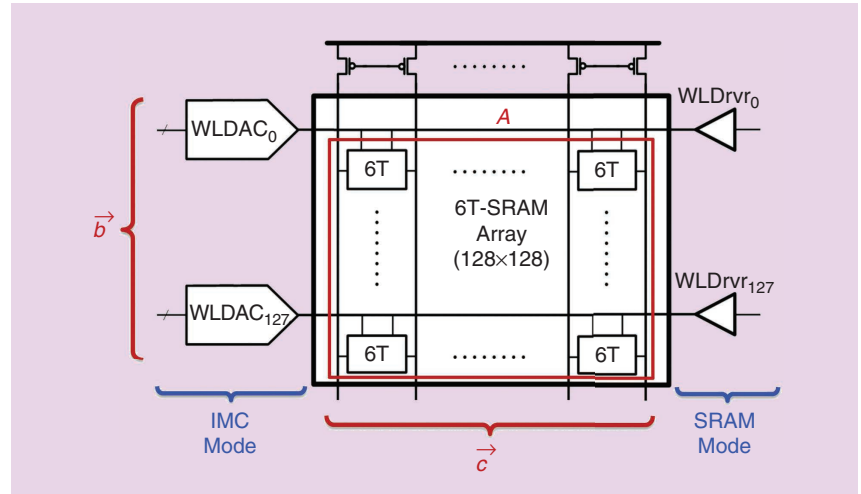 WLDrvr₀
WLDAC₀
A
6T ........ 6T
6T-SRAM
Array
(128×128)
b
WLDrvr₁₂₇
WLDAC₁₂₇
6T ........ 6T
IMC
Mode
c
SRAM
Mode